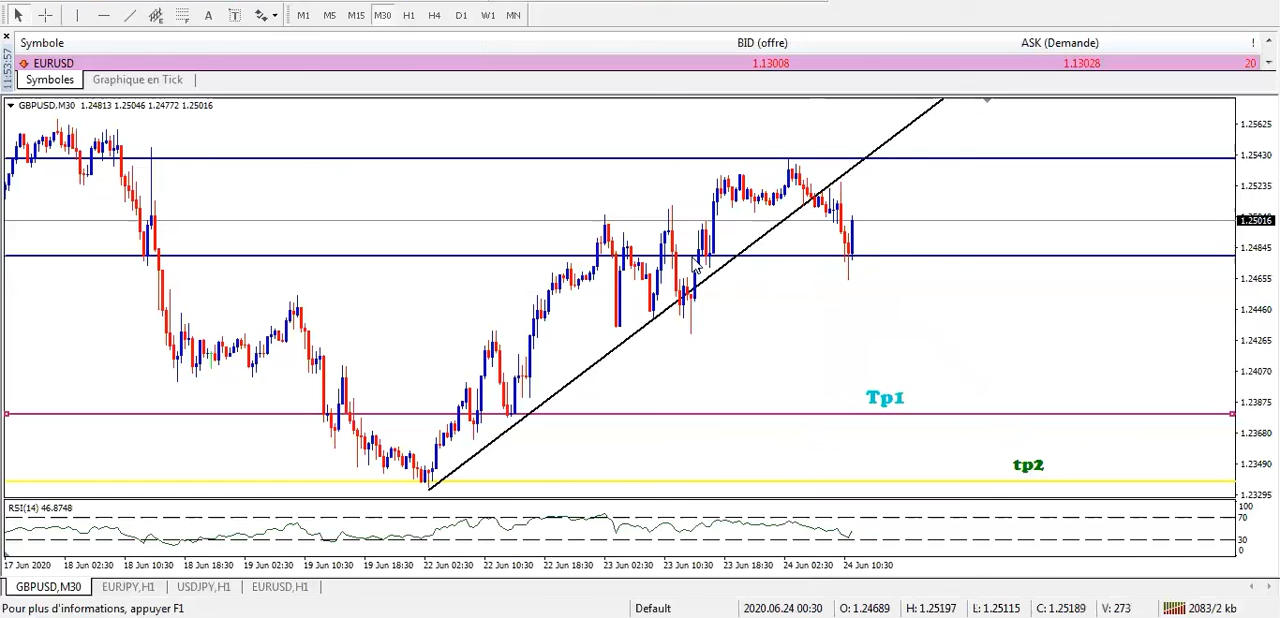 A T M1 M5 M15 M30 H1 H4 D1 W1 MN
Symbole BID (offre) ASK (Demande) !
EURUSD 1.13008 1.13028 20
Symboles Graphique en Tick
11:53:57
GBPUSD,M30 1.24813 1.25046 1.24772 1.25016
1.25625
1.25430
1.25235
1.25016
1.24845
1.24655
1.24460
1.24265
1.24070
Tp1
1.23875
1.23680
tp2
1.23490
1.23295
RSI(14) 46.8748
100
70
30
0
17 Jun 2020 18 Jun 02:30 18 Jun 10:30 18 Jun 18:30 19 Jun 02:30 19 Jun 10:30 19 Jun 18:30 22 Jun 02:30 22 Jun 10:30 22 Jun 18:30 23 Jun 02:30 23 Jun 10:30 23 Jun 18:30 24 Jun 02:30 24 Jun 10:30
GBPUSD,M30 EURJPY,H1 USDJPY,H1 EURUSD,H1
Pour plus d'informations, appuyer F1 Default 2020.06.24 00:30 O: 1.24689 H: 1.25197 L: 1.25115 C: 1.25189 V: 273 2083/2 kb